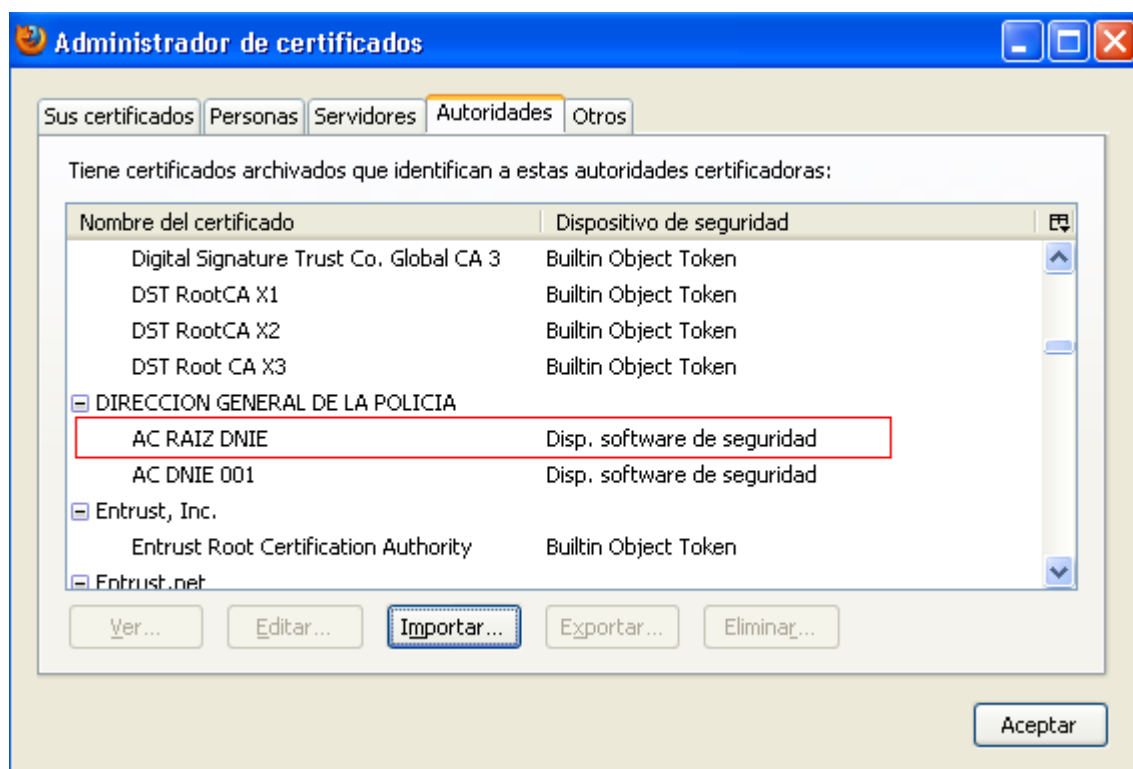 Administrador de certificados
Sus certificados Personas Servidores Autoridades Otros
Tiene certificados archivados que identifican a estas autoridades certificadoras:
Nombre del certificado Dispositivo de seguridad
Digital Signature Trust Co. Global CA 3 Builtin Object Token
DST RootCA X1 Builtin Object Token
DST RootCA X2 Builtin Object Token
DST Root CA X3 Builtin Object Token
DIRECCION GENERAL DE LA POLICIA
AC RAIZ DNIE Disp. software de seguridad
AC DNIE 001 Disp. software de seguridad
Entrust, Inc.
Entrust Root Certification Authority Builtin Object Token
Entrust.net
Ver... Editar... Importar... Exportar... Eliminar...
Aceptar